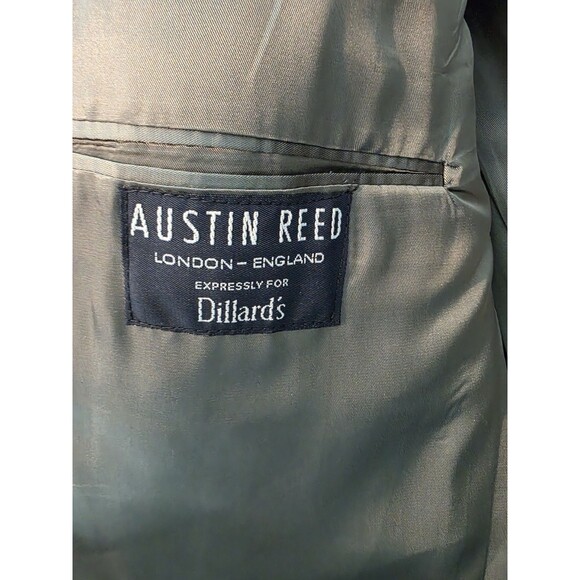 AUSTIN REED
LONDON – ENGLAND
EXPRESSLY FOR
Dillard's